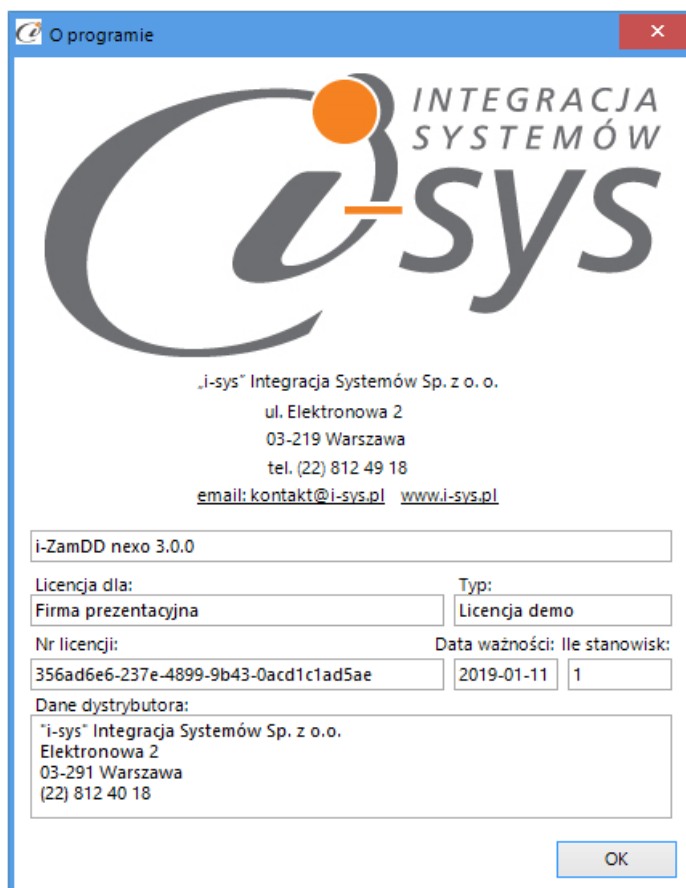 O programie
INTEGRACJA
SYSTEMÓW
i-sys
„i-sys” Integracja Systemów Sp. z o. o.
ul. Elektronowa 2
03-219 Warszawa
tel. (22) 812 49 18
email: kontakt@i-sys.pl www.i-sys.pl
i-ZamDD nexo 3.0.0
Licencja dla: Typ:
Firma prezentacyjna Licencja demo
Nr licencji: Data ważności: Ile stanowisk:
356ad6e6-237e-4899-9b43-0acd1c1ad5ae 2019-01-11 1
Dane dystrybutora:
"i-sys" Integracja Systemów Sp. z o.o.
Elektronowa 2
03-291 Warszawa
(22) 812 40 18
OK